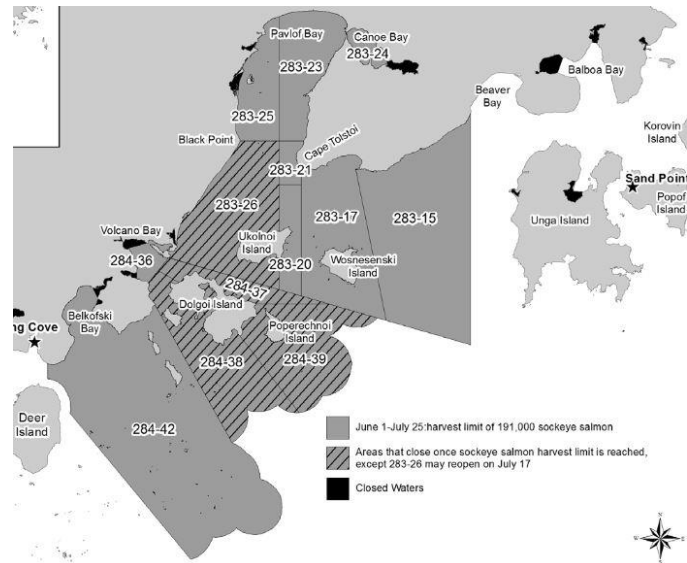 Pavlof Bay
Canoe Bay
283-24
283-23
Balboa Bay
Beaver
Bay
283-25
Korovin
Island
Black Point
Cape Tolstoi
283-21
Sand Point
Popof
Island
283-26
283-17
283-15
Unga Island
Volcano Bay
Ukolnoi
Island
284-36
283-20
Wosnesenski
Island
284-37
Dolgoi Island
Belkofski
Bay
Poperechnoi
Island
ng Cove
284-38
284-39
Deer
Island
284-42
June 1-July 25:harvest limit of 191,000 sockeye salmon
Areas that close once sockeye salmon harvest limit is reached,
except 283-26 may reopen on July 17
Closed Waters
N
W
E
S